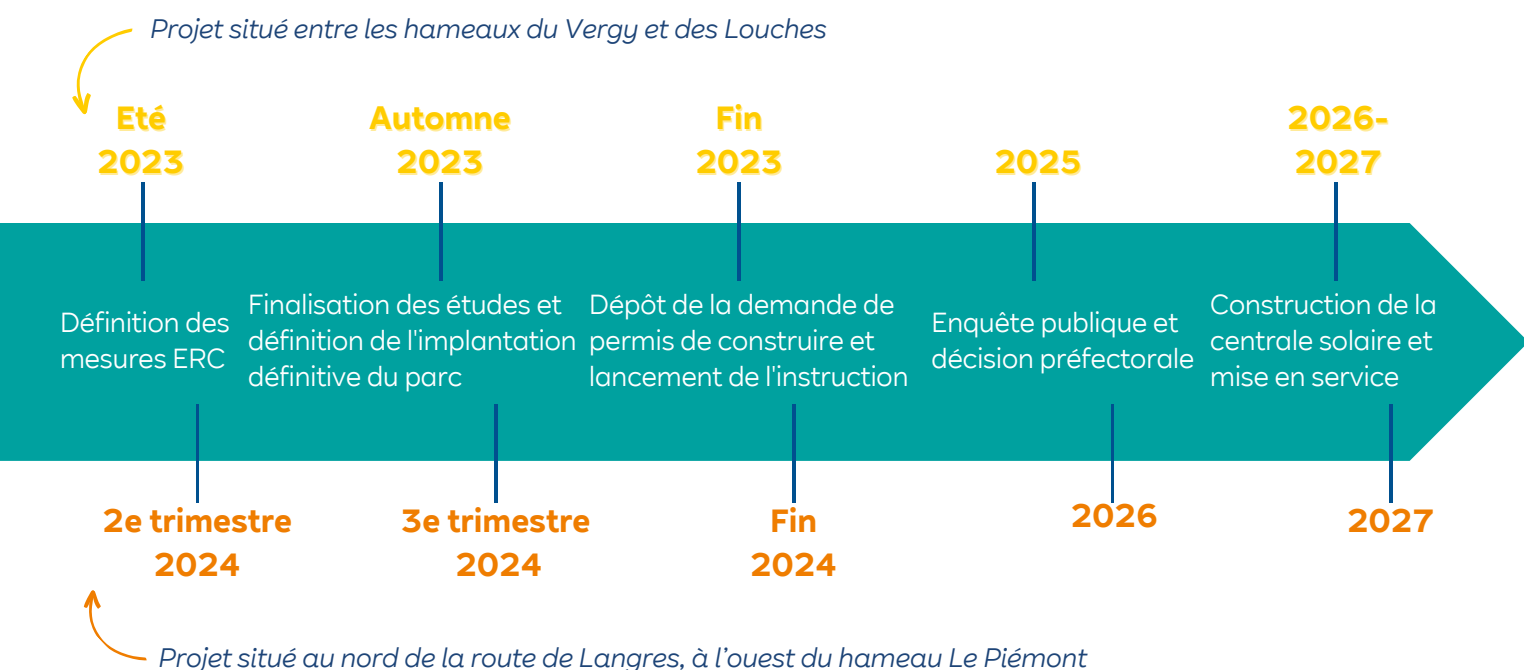 Projet situé entre les hameaux du Vergy et des Louches
Eté
2023
Automne
2023
Fin
2023
2025
2026-
2027
Définition des
mesures ERC
Finalisation des études et
définition de l'implantation
définitive du parc
Dépôt de la demande de
permis de construire et
lancement de l'instruction
Enquête publique et
décision préfectorale
Construction de la
centrale solaire et
mise en service
2e trimestre
2024
3e trimestre
2024
Fin
2024
2026
2027
Projet situé au nord de la route de Langres, à l’ouest du hameau Le Piémont